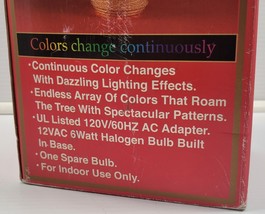 Colors change continuously
·Continuous Color Changes
With Dazzling Lighting Effects.
·Endless Array Of Colors That Roam
The Tree With Spectacular Patterns.
·UL Listed 120V/60HZ AC Adapter.
12VAC 6Watt Halogen Bulb Built
In Base.
·One Spare Bulb.
·For Indoor Use Only.